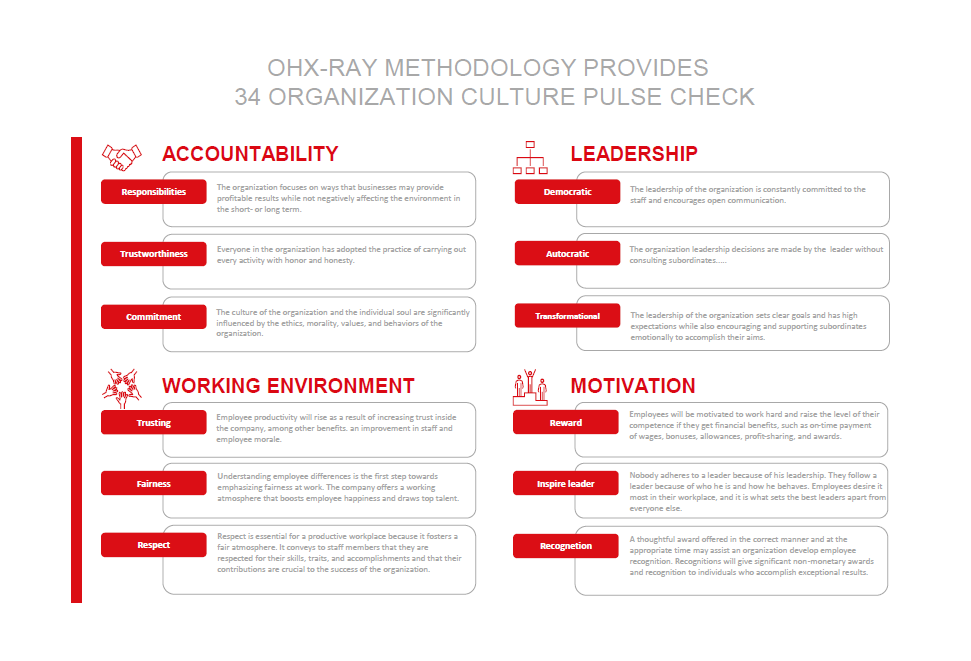 OHX-RAY METHODOLOGY PROVIDES
34 ORGANIZATION CULTURE PULSE CHECK
ACCOUNTABILITY
Responsibilities
The organization focuses on ways that businesses may provide
profitable results while not negatively affecting the environment in
the short- or long term.
Trustworthiness
Everyone in the organization has adopted the practice of carrying out
every activity with honor and honesty.
Commitment
The culture of the organization and the individual soul are significantly
influenced by the ethics, morality, values, and behaviors of the
organization.
LEADERSHIP
Democratic
The leadership of the organization is constantly committed to the
staff and encourages open communication.
Autocratic
The organization leadership decisions are made by the leader without
consulting subordinates.....
Transformational
The leadership of the organization sets clear goals and has high
expectations while also encouraging and supporting subordinates
emotionally to accomplish their aims.
WORKING ENVIRONMENT
Trusting
Employee productivity will rise as a result of increasing trust inside
the company, among other benefits. an improvement in staff and
employee morale.
Fairness
Understanding employee differences is the first step towards
emphasizing fairness at work. The company offers a working
atmosphere that boosts employee happiness and draws top talent.
Respect
Respect is essential for a productive workplace because it fosters a
fair atmosphere. It conveys to staff members that they are
respected for their skills, traits, and accomplishments and that their
contributions are crucial to the success of the organization.
MOTIVATION
Reward
Employees will be motivated to work hard and raise the level of their
competence if they get financial benefits, such as on-time payment
of wages, bonuses, allowances, profit-sharing, and awards.
Inspire leader
Nobody adheres to a leader because of his leadership. They follow a
leader because of who he is and how he behaves. Employees desire it
most in their workplace, and it is what sets the best leaders apart from
everyone else.
Recognetion
A thoughtful award offered in the correct manner and at the
appropriate time may assist an organization develop employee
recognition. Recognitions will give significant non-monetary awards
and recognition to individuals who accomplish exceptional results.